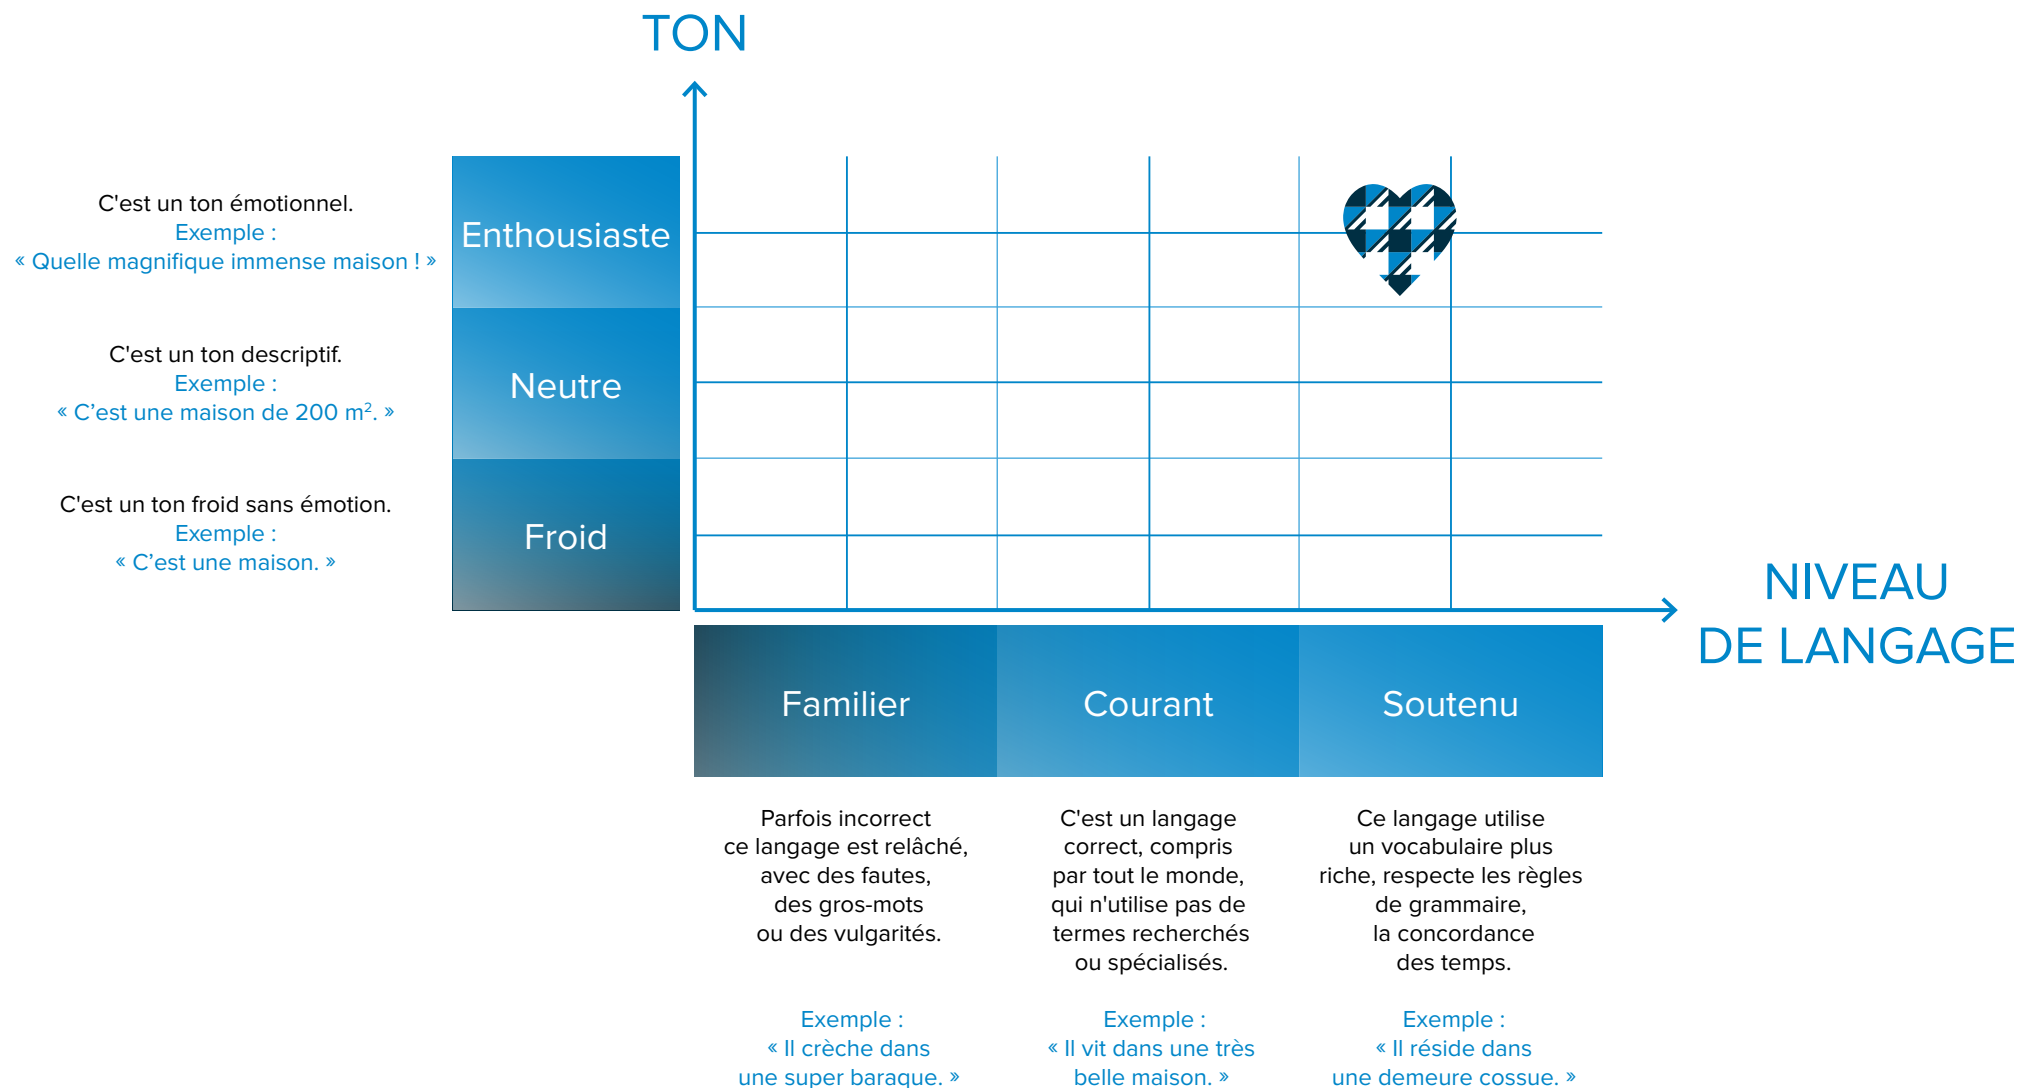 TON
C'est un ton émotionnel.
Exemple :
« Quelle magnifique immense maison ! »
Enthousiaste
C'est un ton descriptif.
Exemple :
« C’est une maison de 200 m². »
Neutre
C'est un ton froid sans émotion.
Exemple :
« C’est une maison. »
Froid
NIVEAU
DE LANGAGE
Familier
Courant
Soutenu
Parfois incorrect
ce langage est relâché,
avec des fautes,
des gros-mots
ou des vulgarités.
Exemple :
« Il crèche dans
une super baraque. »
C'est un langage
correct, compris
par tout le monde,
qui n'utilise pas de
termes recherchés
ou spécialisés.
Exemple :
« Il vit dans une très
belle maison. »
Ce langage utilise
un vocabulaire plus
riche, respecte les règles
de grammaire,
la concordance
des temps.
Exemple :
« Il réside dans
une demeure cossue. »